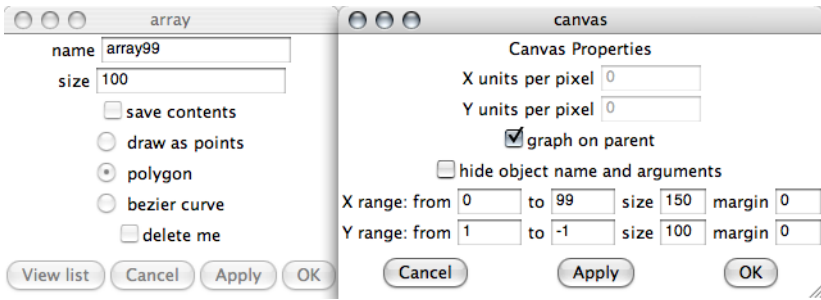 array
name array99
size 100
save contents
draw as points
polygon
bezier curve
delete me
View list Cancel Apply OK
canvas
Canvas Properties
X units per pixel 0
Y units per pixel 0
graph on parent
hide object name and arguments
X range: from 0 to 99 size 150 margin 0
Y range: from 1 to -1 size 100 margin 0
Cancel Apply OK